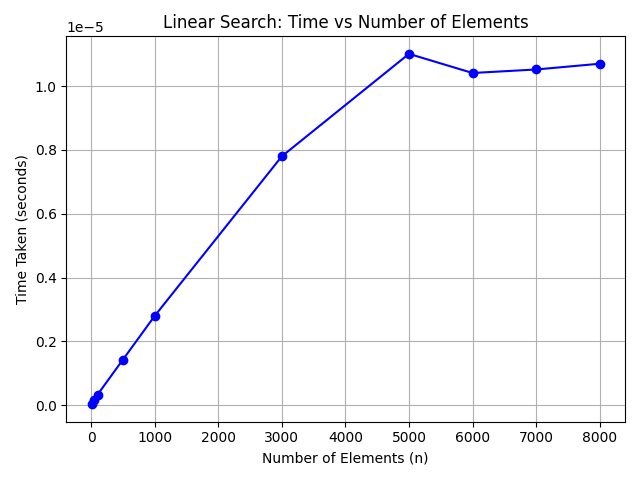 Linear Search: Time vs Number of Elements
1e−5
1.0
0.8
0.6
0.4
0.2
0.0
Time Taken (seconds)
0 1000 2000 3000 4000 5000 6000 7000 8000
Number of Elements (n)